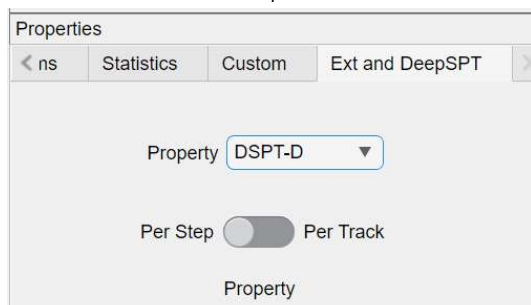 Properties
ns Statistics Custom Ext and DeepSPT
Property DSPT-D
Per Step Per Track
Property